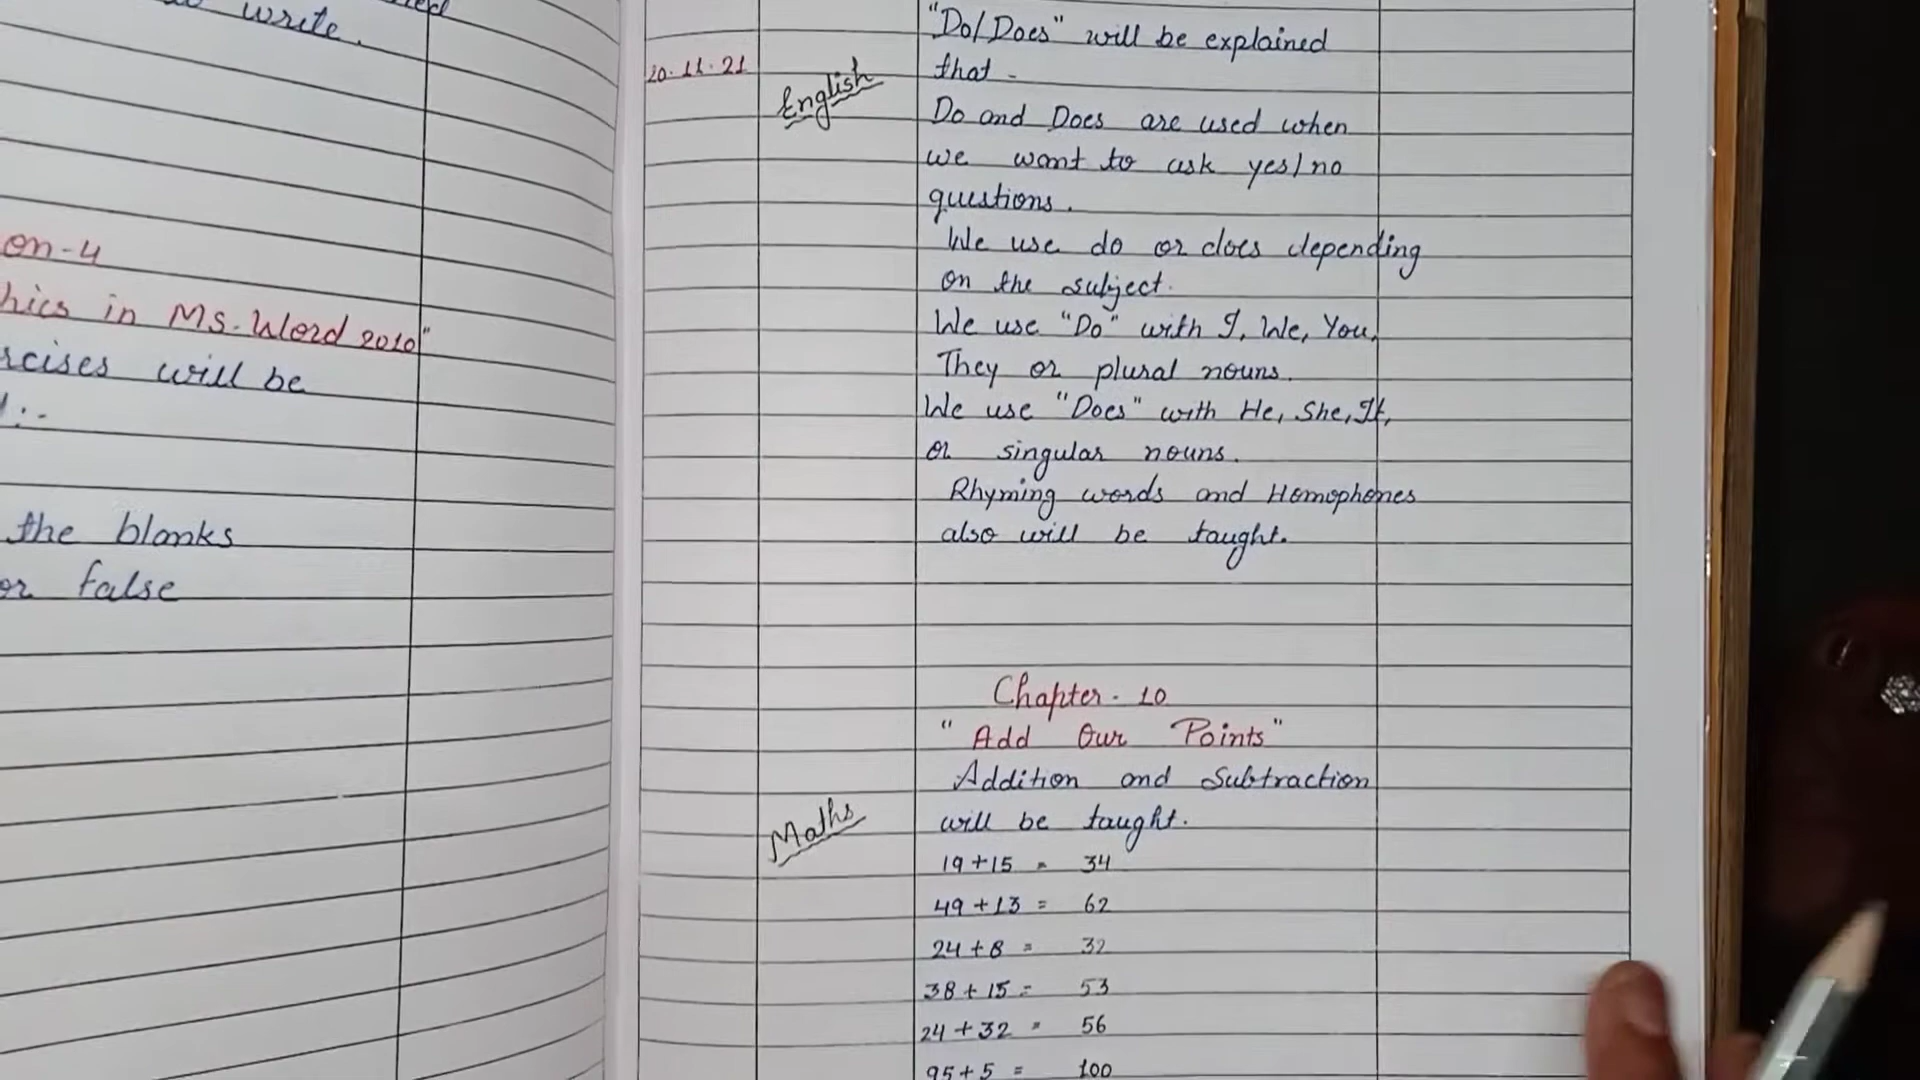 write.
on-4
hics in MS-Word 2010"
rcises will be
:-
the blanks
or false
"Do/Does" will be explained
20.11.21
that -
English
Do and Does are used when
we want to ask yes/no
questions.
We use do or does depending
on the subject.
We use "Do" with I, We, You,
They or plural nouns.
We use "Does" with He, She, It,
or singular nouns.
Rhyming words and Homophones
also will be taught.
Chapter-10
"Add Our Points"
Addition and Subtraction
Maths
will be taught.
19+15 = 34
49+13 = 62
24+8 = 32
38+15 = 53
24+32 = 56
95+5 = 100